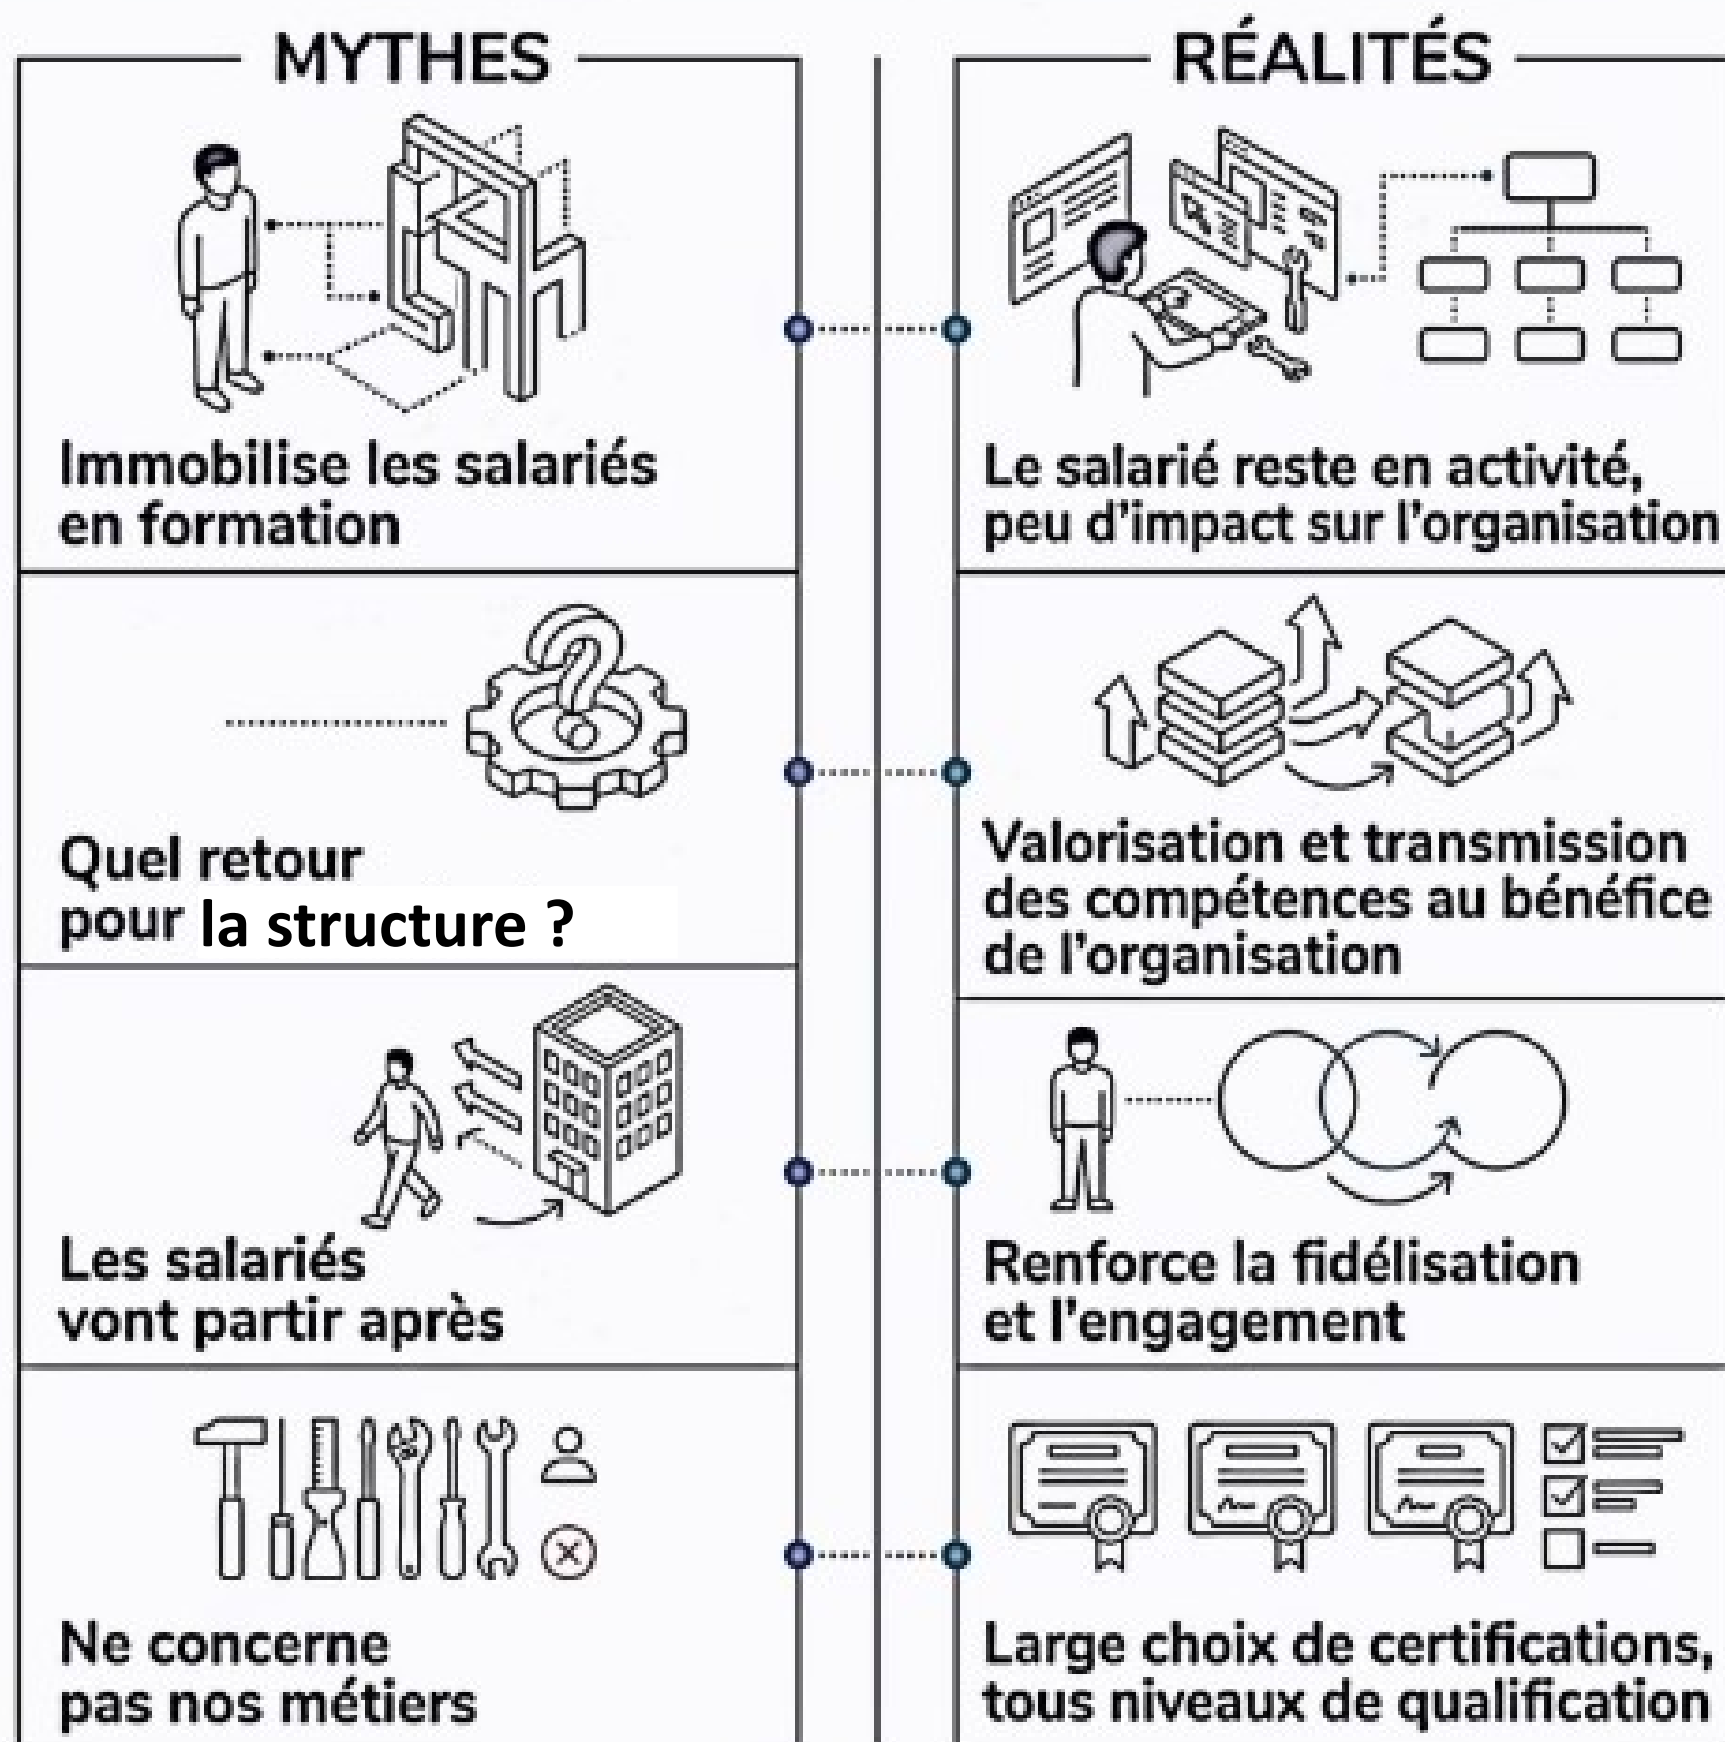 MYTHES
Immobilise les salariés
en formation
Quel retour
pour la structure ?
Les salariés
vont partir après
Ne concerne
pas nos métiers
RÉALITÉS
Le salarié reste en activité,
peu d'impact sur l'organisation
Valorisation et transmission
des compétences au bénéfice
de l'organisation
Renforce la fidélisation
et l'engagement
Large choix de certifications,
tous niveaux de qualification